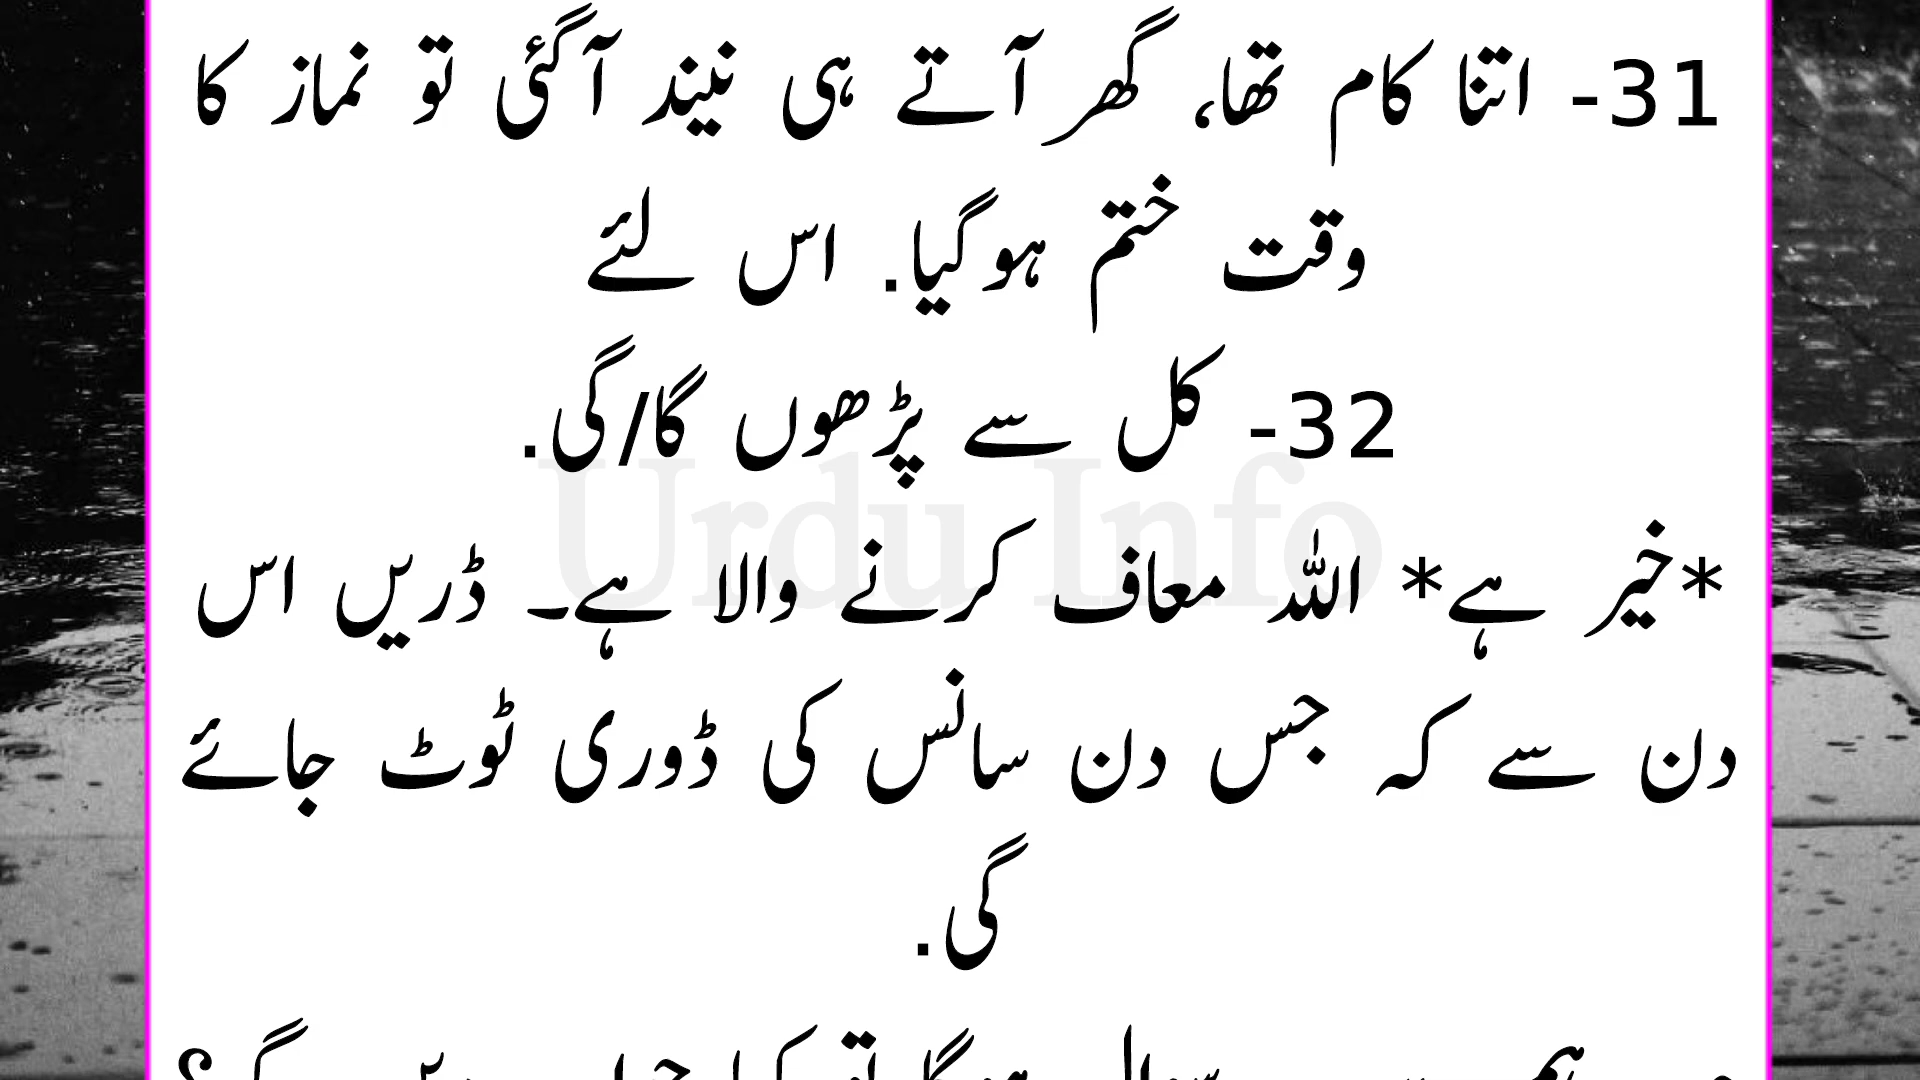 31- اتنا کام تھا، گھر آتے ہی نیند آگئی تو نماز کا
وقت ختم ہوگیا. اس لئے
32- کل سے پڑھوں گا/گی.
Urdu Info
*خیر ہے* اللہ معاف کرنے والا ہے۔ ڈریں اس
دن سے کہ جس دن سانس کی ڈوری ٹوٹ جائے
گی.